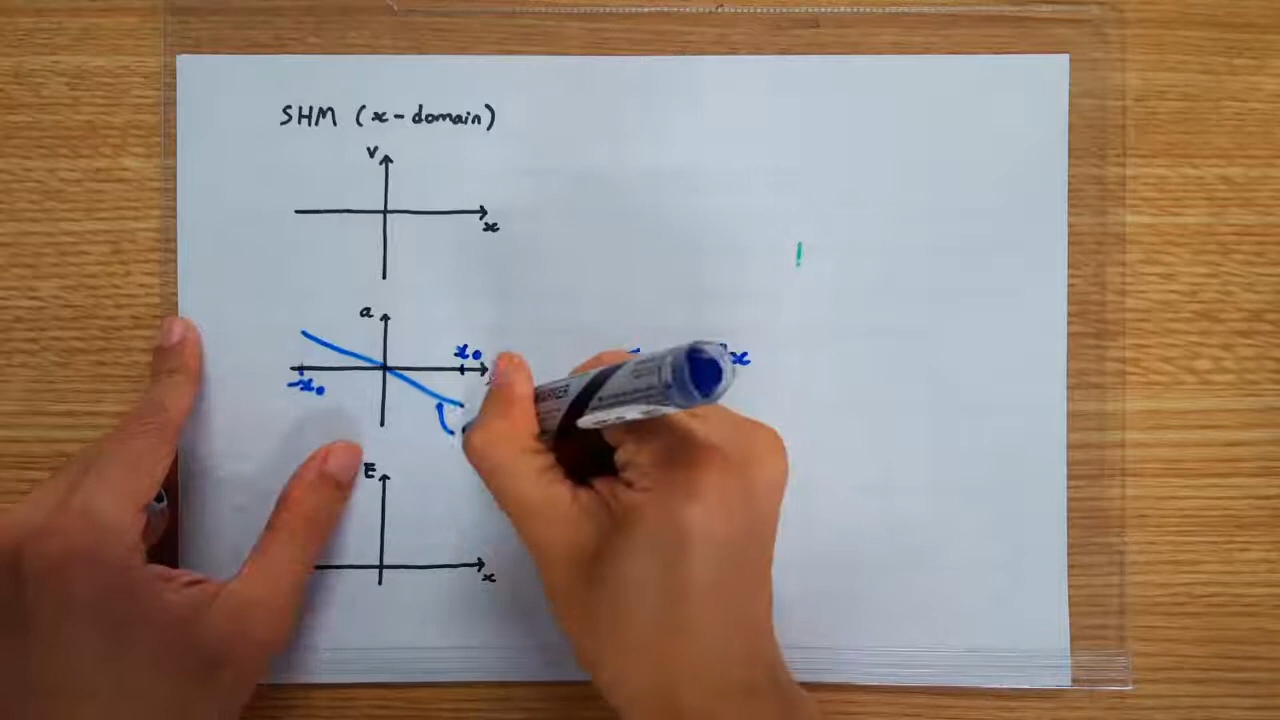 SHM (x-domain)
v
x
a
x₀
-x₀
x
E
x